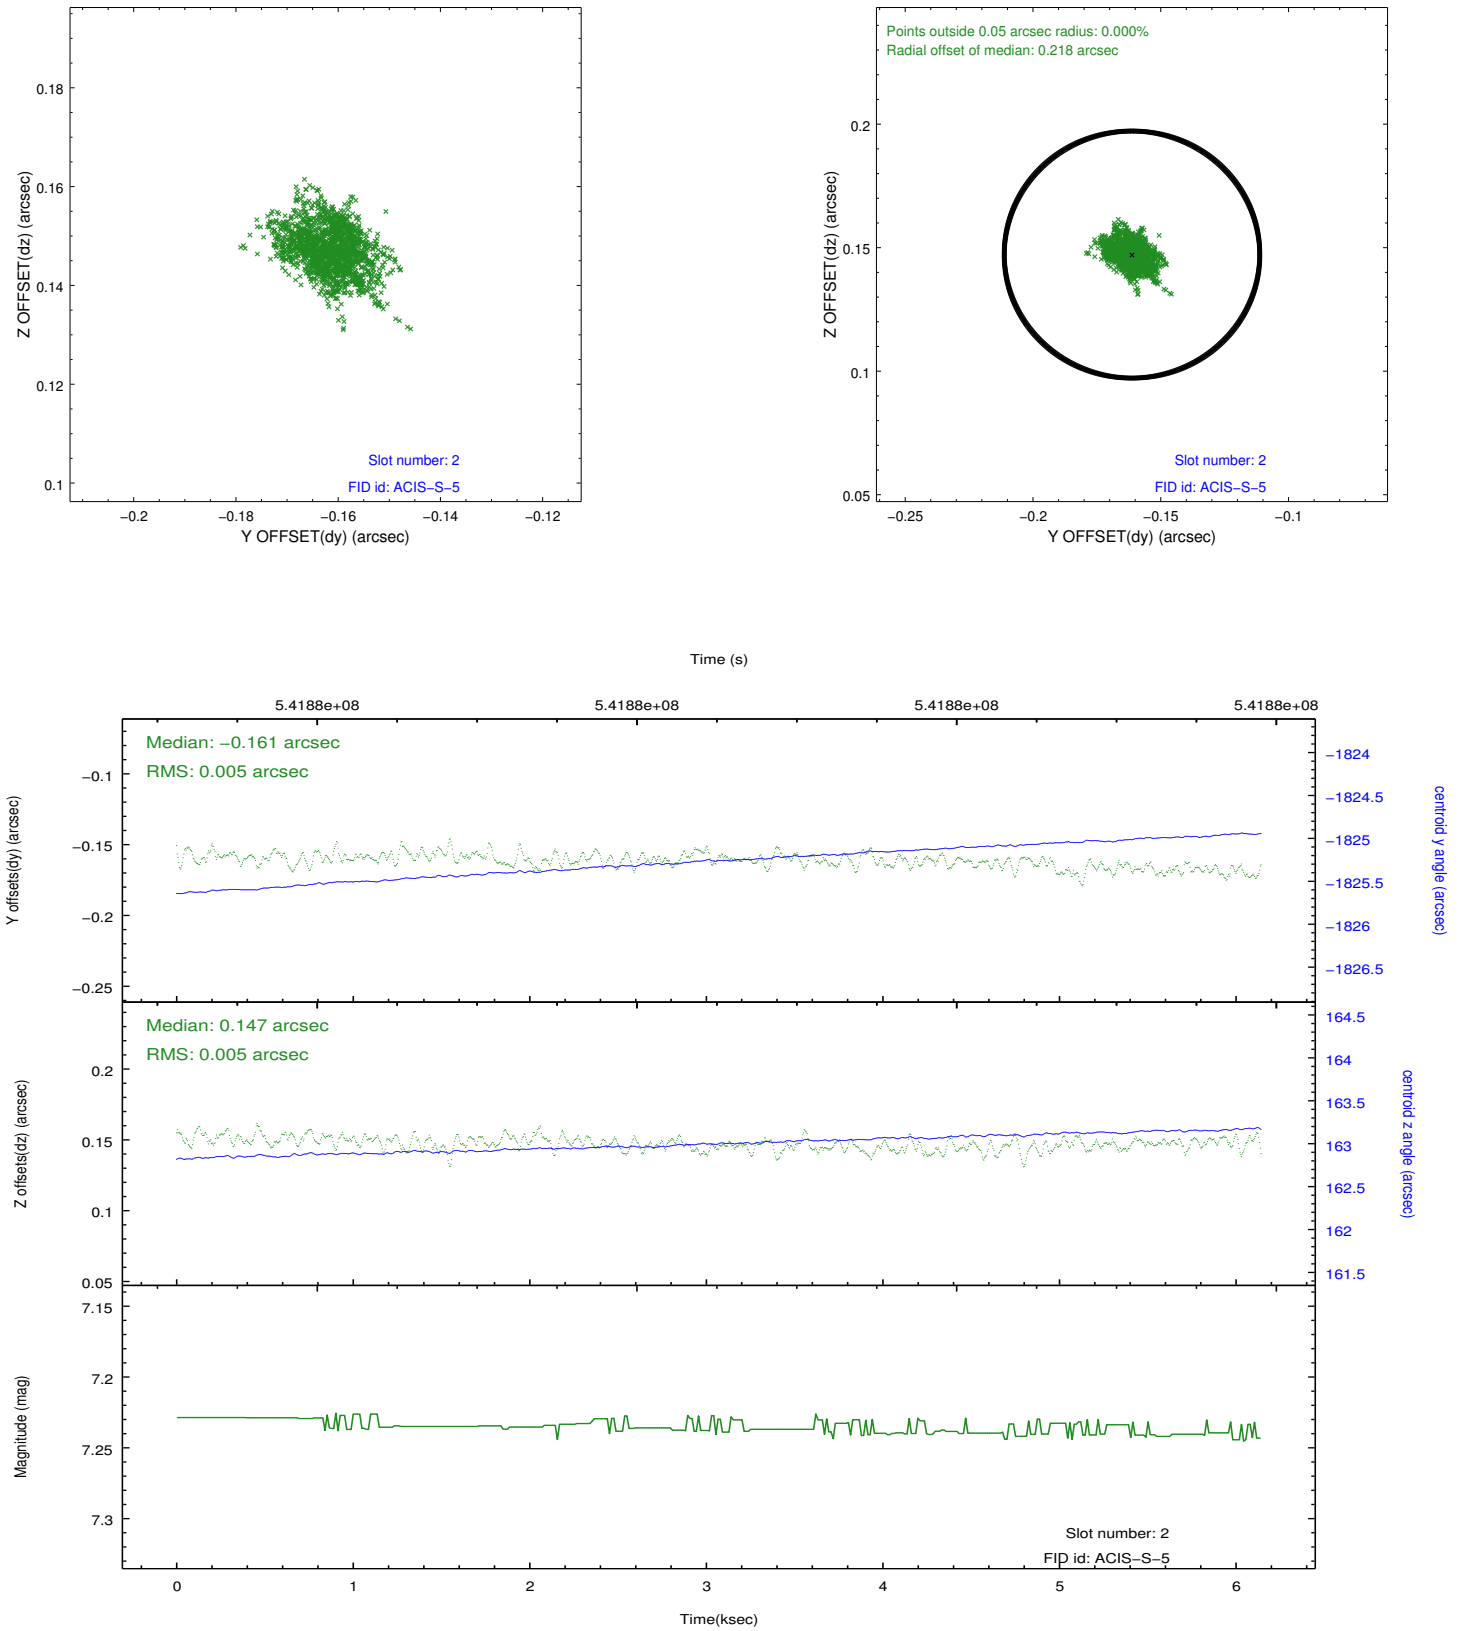 0.18
0.16
0.14
0.12
0.1
Z OFFSET(dz) (arcsec)
Slot number: 2
FID id: ACIS−S−5
−0.2 −0.18 −0.16 −0.14 −0.12
Y OFFSET(dy) (arcsec)
Points outside 0.05 arcsec radius: 0.000%
Radial offset of median: 0.218 arcsec
0.2
0.15
0.1
0.05
Z OFFSET(dz) (arcsec)
Slot number: 2
FID id: ACIS−S−5
−0.25 −0.2 −0.15 −0.1
Y OFFSET(dy) (arcsec)
Time (s)
5.4188e+08 5.4188e+08 5.4188e+08 5.4188e+08
Median: −0.161 arcsec
RMS: 0.005 arcsec
−0.1
−0.15
−0.2
−0.25
Y offsets(dy) (arcsec)
−1824
−1824.5
−1825
−1825.5
−1826
−1826.5
centroid y angle (arcsec)
Median: 0.147 arcsec
RMS: 0.005 arcsec
0.2
0.15
0.1
0.05
Z offsets(dz) (arcsec)
164.5
164
163.5
163
162.5
162
161.5
centroid z angle (arcsec)
7.15
7.2
7.25
7.3
Magnitude (mag)
Slot number: 2
FID id: ACIS−S−5
0 1 2 3 4 5 6
Time(ksec)